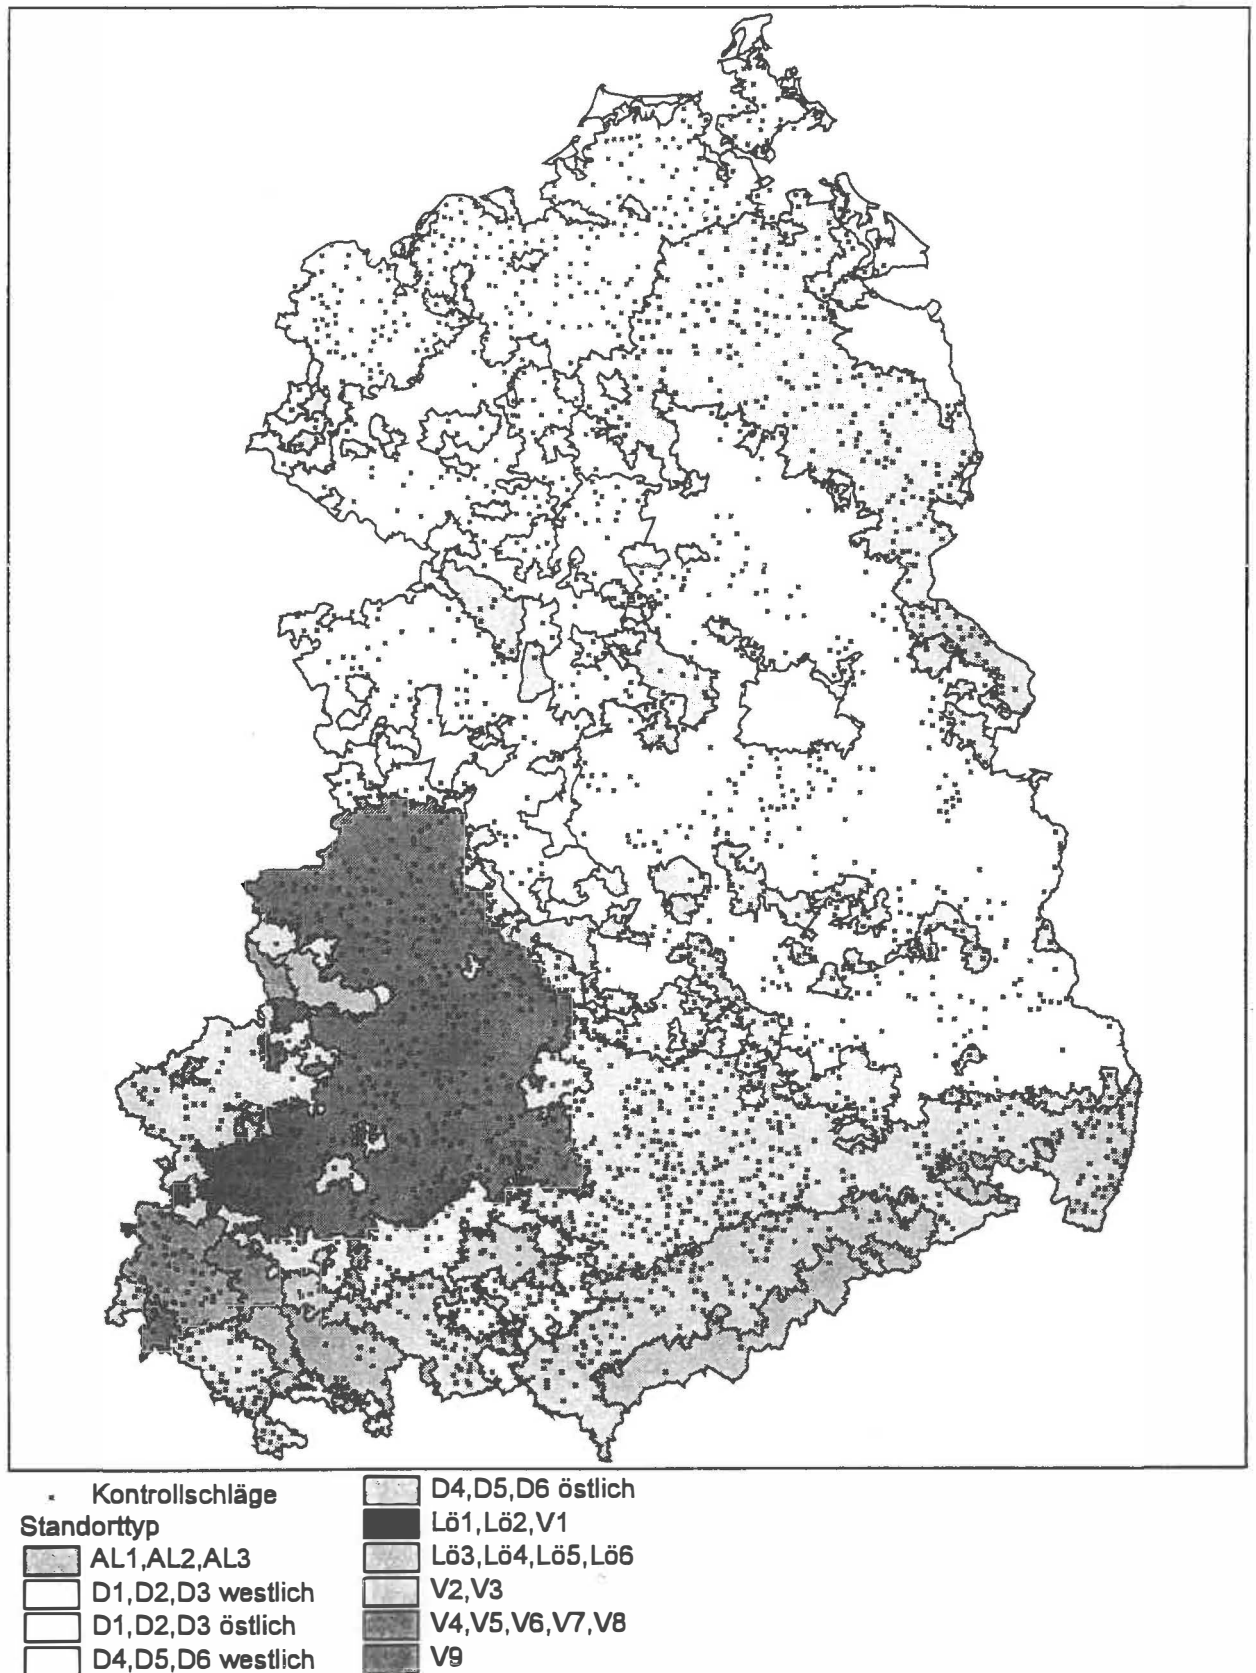 Kontrollschläge
Standorttyp
AL1,AL2,AL3
D1,D2,D3 westlich
D1,D2,D3 östlich
D4,D5,D6 westlich
D4,D5,D6 östlich
Lö1,Lö2,V1
Lö3,Lö4,Lö5,Lö6
V2,V3
V4,V5,V6,V7,V8
V9